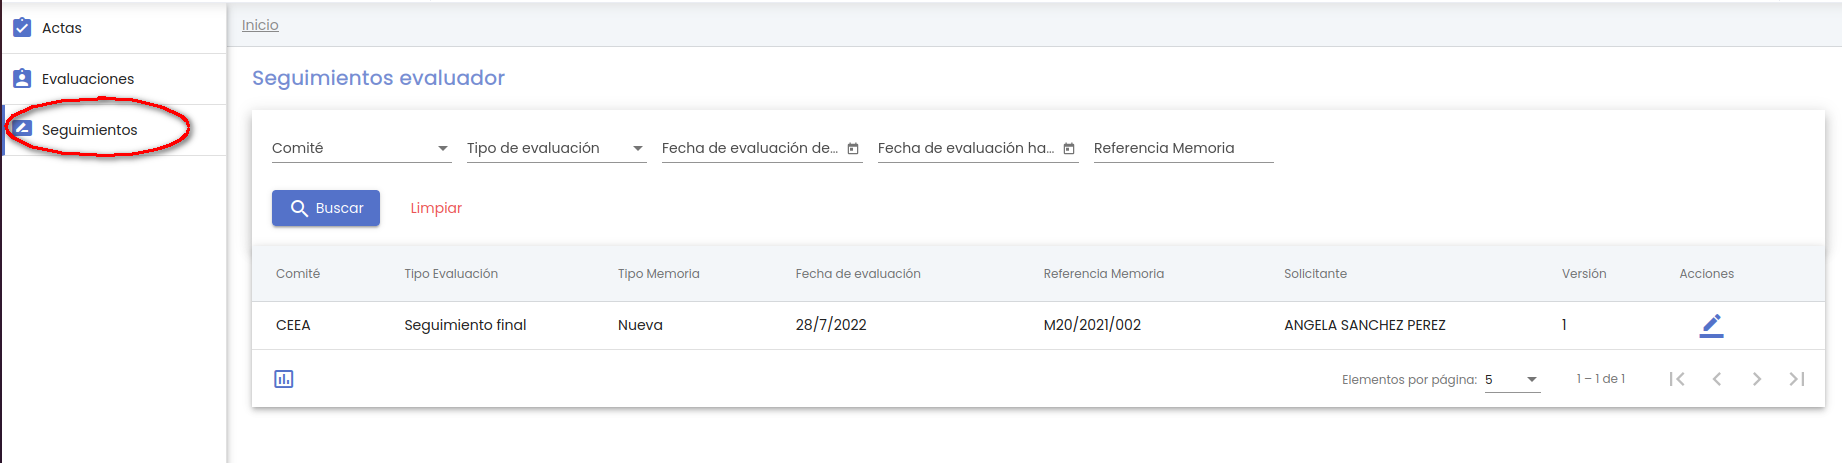 Actas
Inicio
Evaluaciones
Seguimientos
Seguimientos evaluador
Comité Tipo de evaluación Fecha de evaluación de... Fecha de evaluación ha... Referencia Memoria
Buscar Limpiar
Comité Tipo Evaluación Tipo Memoria Fecha de evaluación Referencia Memoria Solicitante Versión Acciones
CEEA Seguimiento final Nueva 28/7/2022 M20/2021/002 ANGELA SANCHEZ PEREZ 1
Elementos por página: 5 1 – 1 de 1